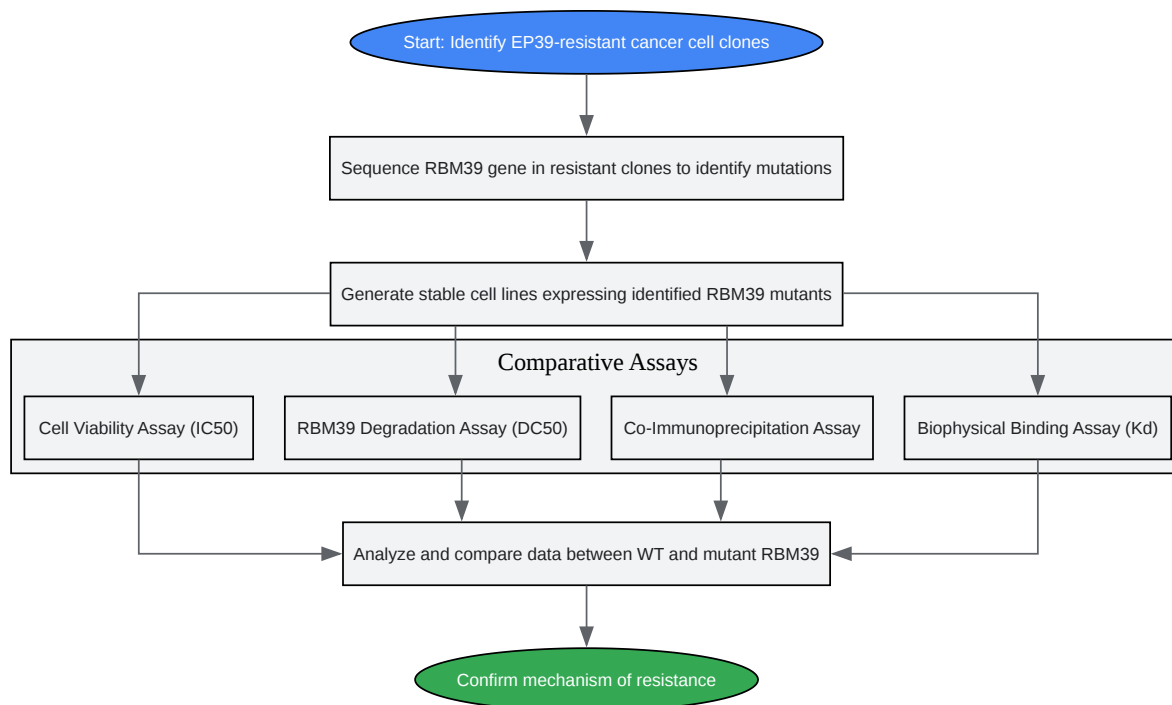 Start: Identify EP39-resistant cancer cell clones
Sequence RBM39 gene in resistant clones to identify mutations
Generate stable cell lines expressing identified RBM39 mutants
Comparative Assays
Cell Viability Assay (IC50)
RBM39 Degradation Assay (DC50)
Co-Immunoprecipitation Assay
Biophysical Binding Assay (Kd)
Analyze and compare data between WT and mutant RBM39
Confirm mechanism of resistance